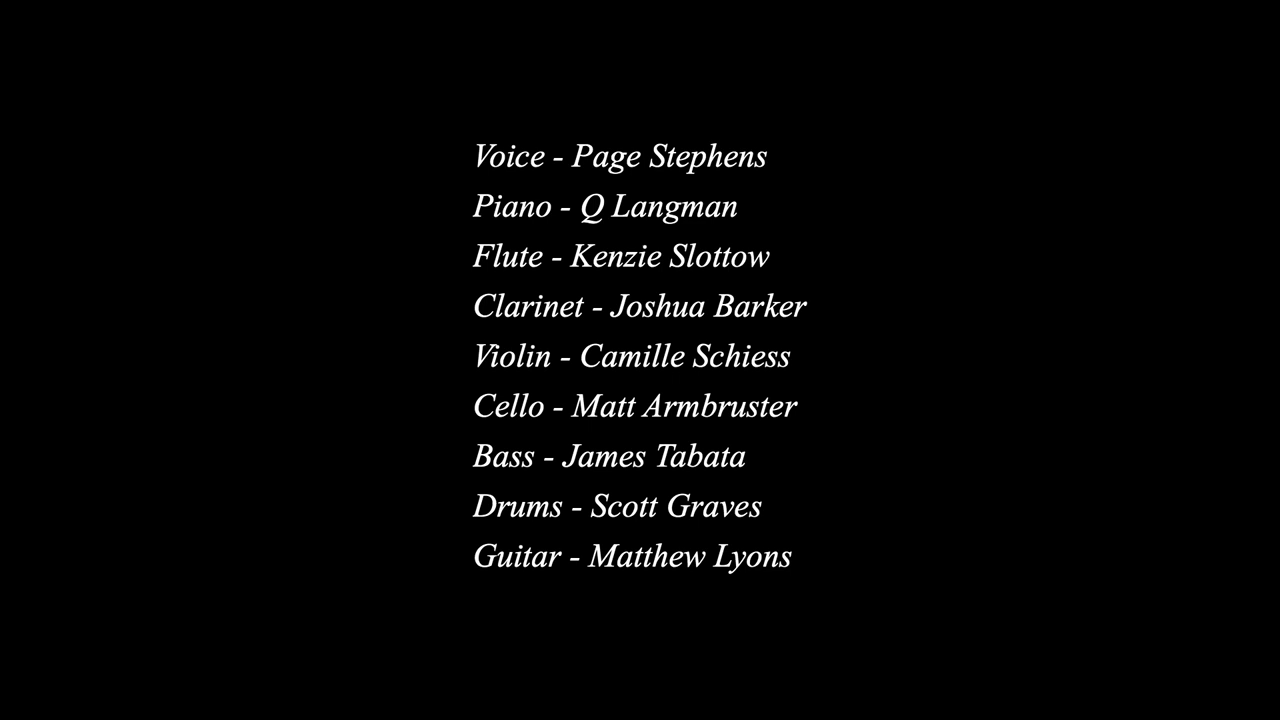 Voice - Page Stephens
Piano - Q Langman
Flute - Kenzie Slottow
Clarinet - Joshua Barker
Violin - Camille Schiess
Cello - Matt Armbruster
Bass - James Tabata
Drums - Scott Graves
Guitar - Matthew Lyons